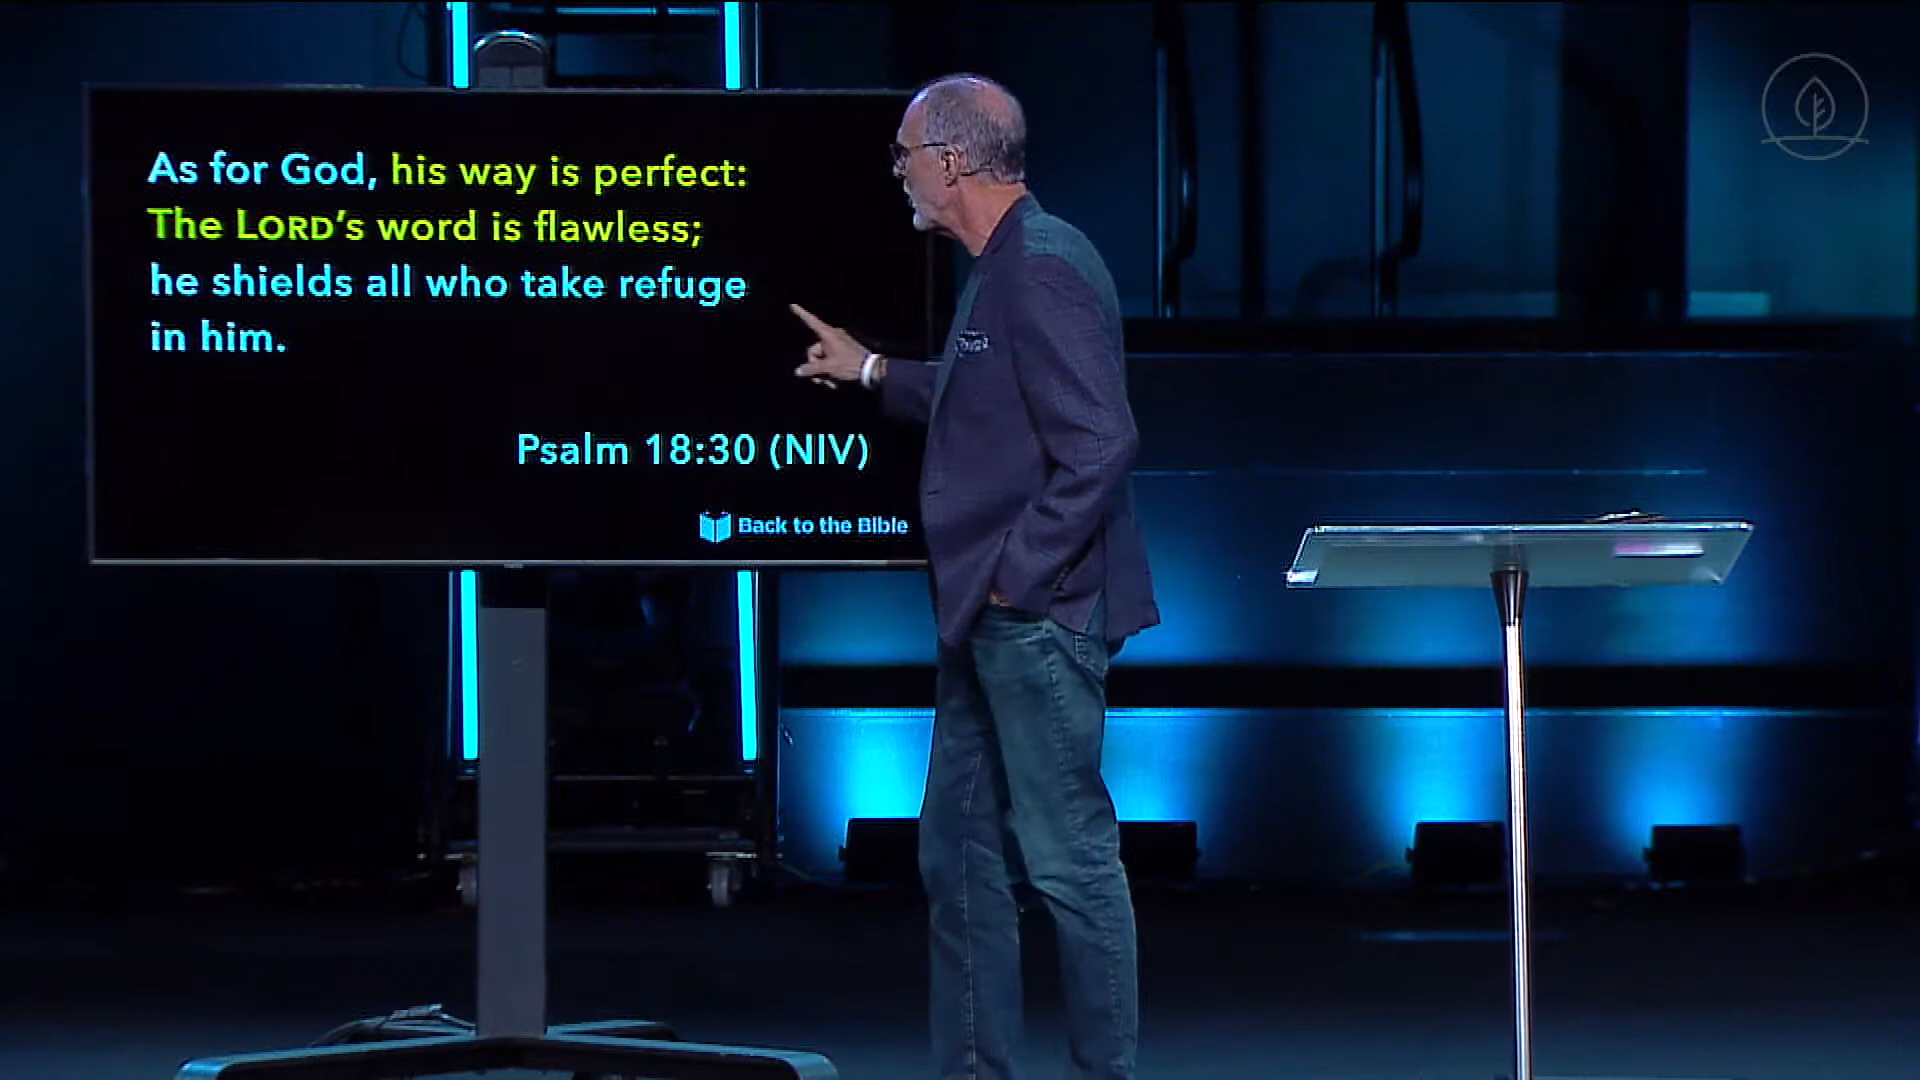 As for God, his way is perfect:
The LORD's word is flawless;
he shields all who take refuge
in him.
Psalm 18:30 (NIV)
Back to the Bible